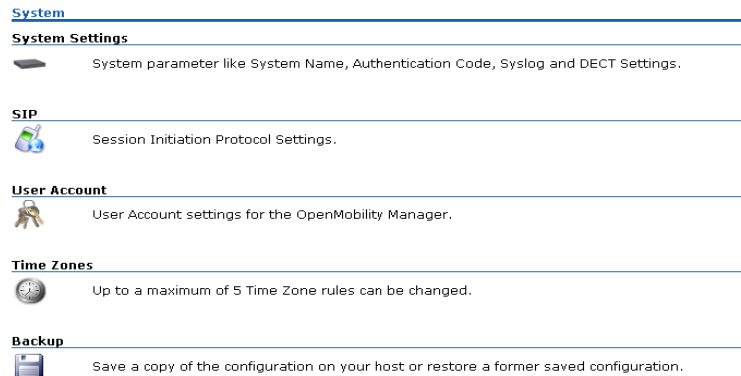 System
System Settings
System parameter like System Name, Authentication Code, Syslog and DECT Settings.
SIP
Session Initiation Protocol Settings.
User Account
User Account settings for the OpenMobility Manager.
Time Zones
Up to a maximum of 5 Time Zone rules can be changed.
Backup
Save a copy of the configuration on your host or restore a former saved configuration.